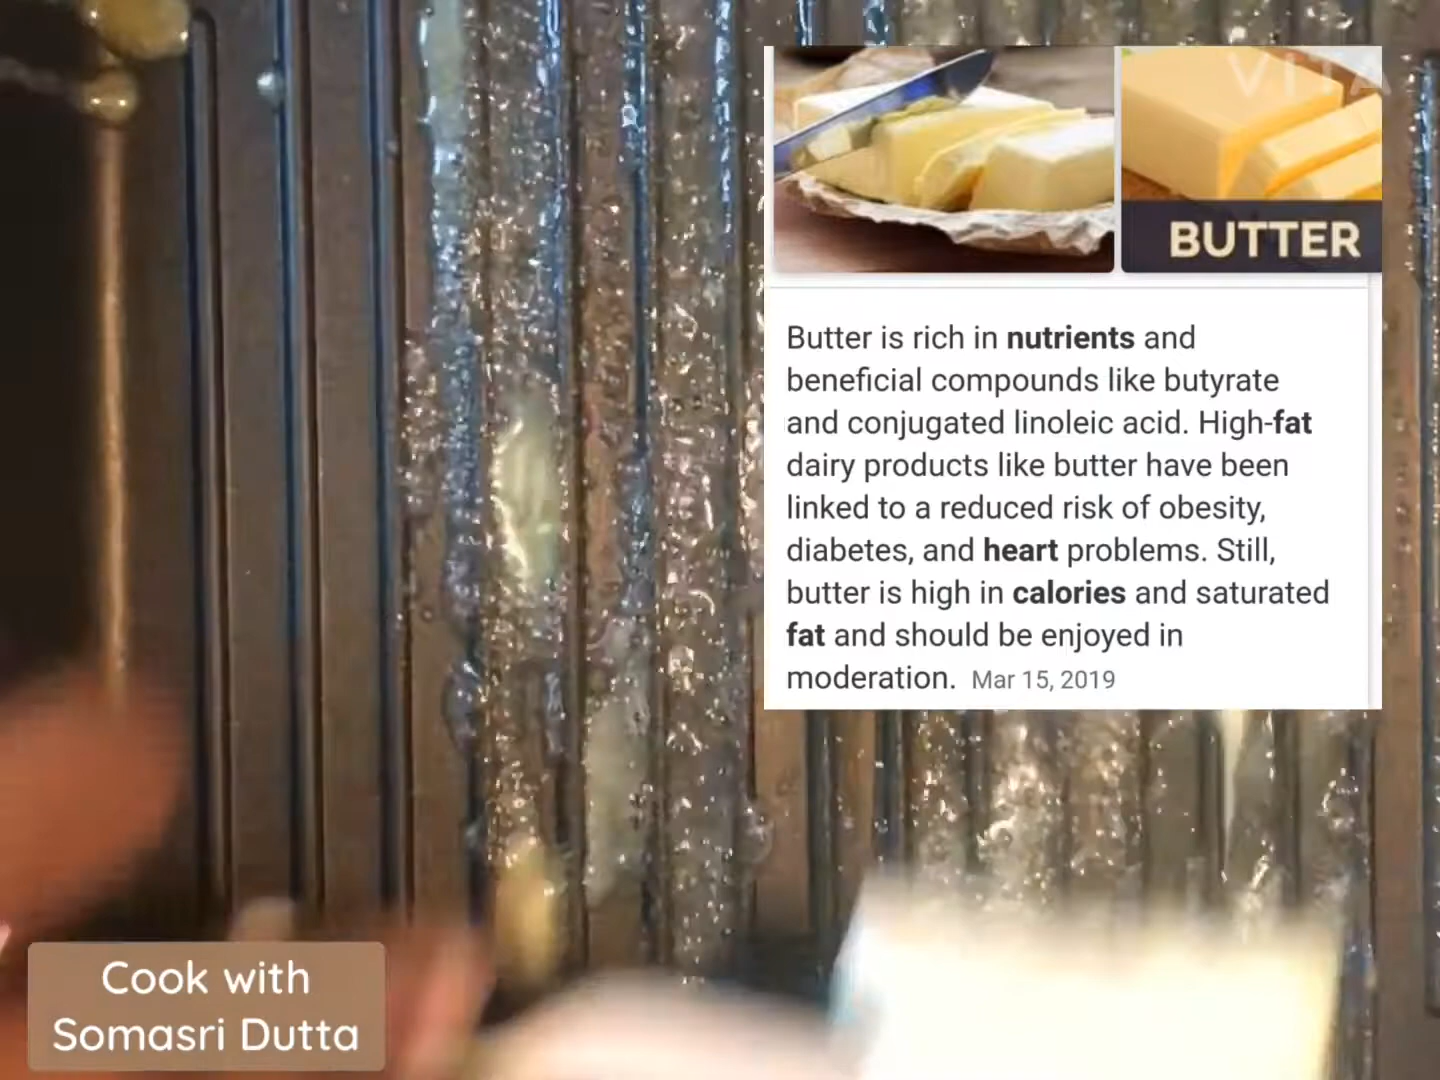 VITA
BUTTER
Butter is rich in nutrients and
beneficial compounds like butyrate
and conjugated linoleic acid. High-fat
dairy products like butter have been
linked to a reduced risk of obesity,
diabetes, and heart problems. Still,
butter is high in calories and saturated
fat and should be enjoyed in
moderation. Mar 15, 2019
Cook with
Somasri Dutta